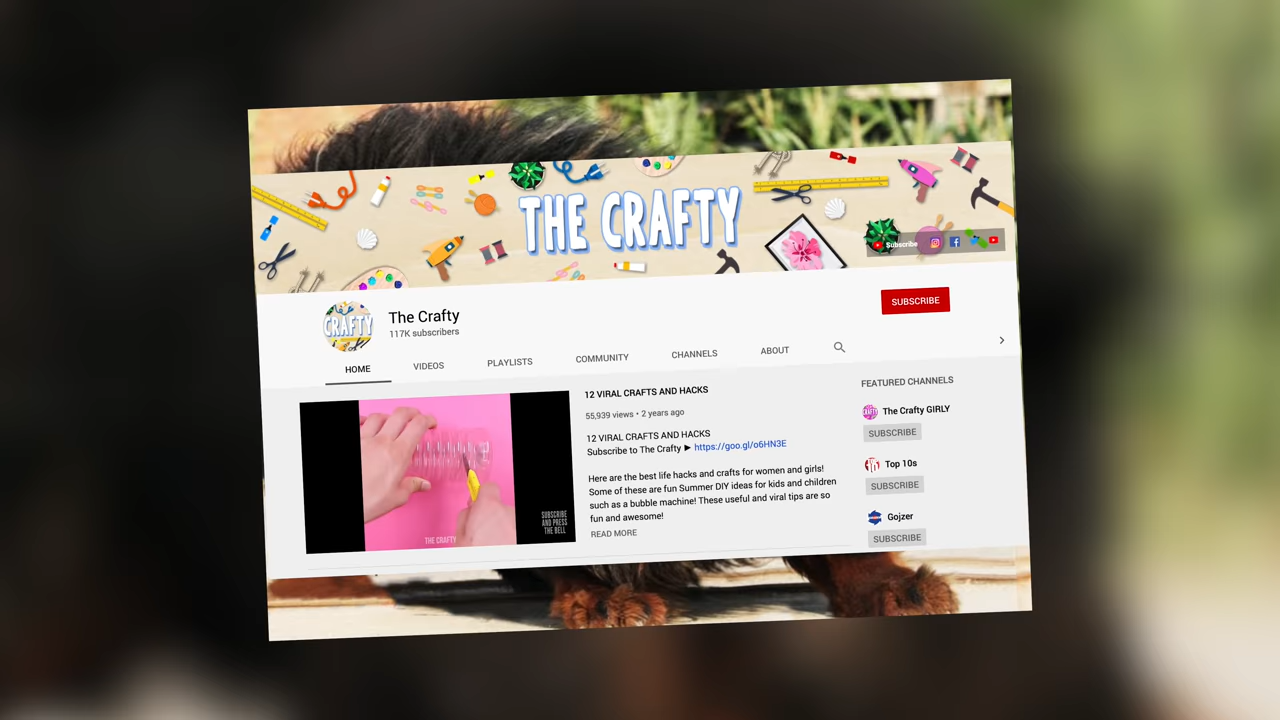 THE CRAFTY
Subscribe
CRAFTY
The Crafty
117K subscribers
SUBSCRIBE
HOME
VIDEOS
PLAYLISTS
COMMUNITY
CHANNELS
ABOUT
THE CRAFTY
SUBSCRIBE
AND PRESS
THE BELL
12 VIRAL CRAFTS AND HACKS
55,939 views • 2 years ago
12 VIRAL CRAFTS AND HACKS
Subscribe to The Crafty ► https://goo.gl/o6HN3E
Here are the best life hacks and crafts for women and girls!
Some of these are fun Summer DIY ideas for kids and children
such as a bubble machine! These useful and viral tips are so
fun and awesome!
READ MORE
FEATURED CHANNELS
The Crafty GIRLY
SUBSCRIBE
Top 10s
SUBSCRIBE
Gojzer
SUBSCRIBE